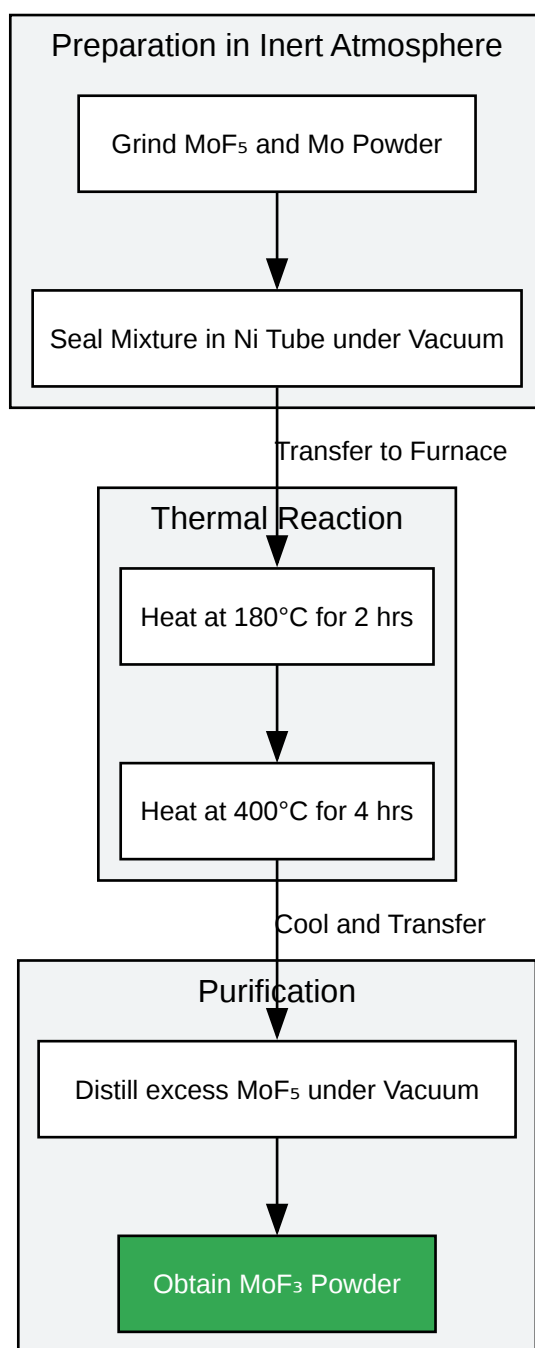 Preparation in Inert Atmosphere
Grind MoF₅ and Mo Powder
Seal Mixture in Ni Tube under Vacuum
Transfer to Furnace
Thermal Reaction
Heat at 180°C for 2 hrs
Heat at 400°C for 4 hrs
Cool and Transfer
Purification
Distill excess MoF₅ under Vacuum
Obtain MoF₃ Powder